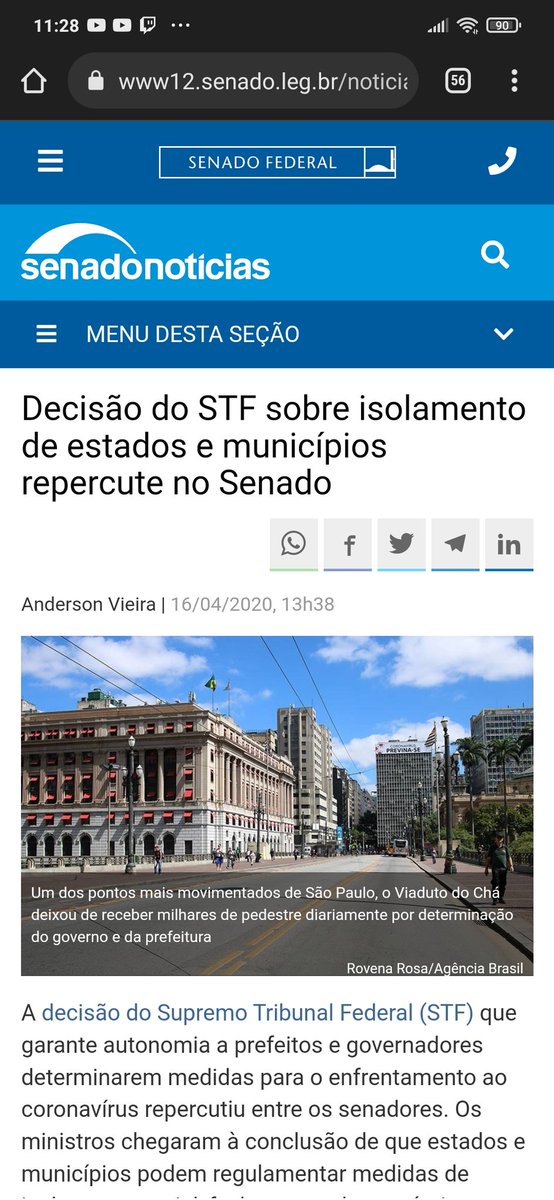 11:28 ... 90
www12.senado.leg.br/noticia 56
SENADO FEDERAL
senadonotícias
MENU DESTA SEÇÃO
Decisão do STF sobre isolamento
de estados e municípios
repercute no Senado
Anderson Vieira | 16/04/2020, 13h38
CORONAVÍRUS
PREVINA-SE
Um dos pontos mais movimentados de São Paulo, o Viaduto do Chá
deixou de receber milhares de pedestre diariamente por determinação
do governo e da prefeitura
Rovena Rosa/Agência Brasil
A decisão do Supremo Tribunal Federal (STF) que
garante autonomia a prefeitos e governadores
determinarem medidas para o enfrentamento ao
coronavírus repercutiu entre os senadores. Os
ministros chegaram à conclusão de que estados e
municípios podem regulamentar medidas de